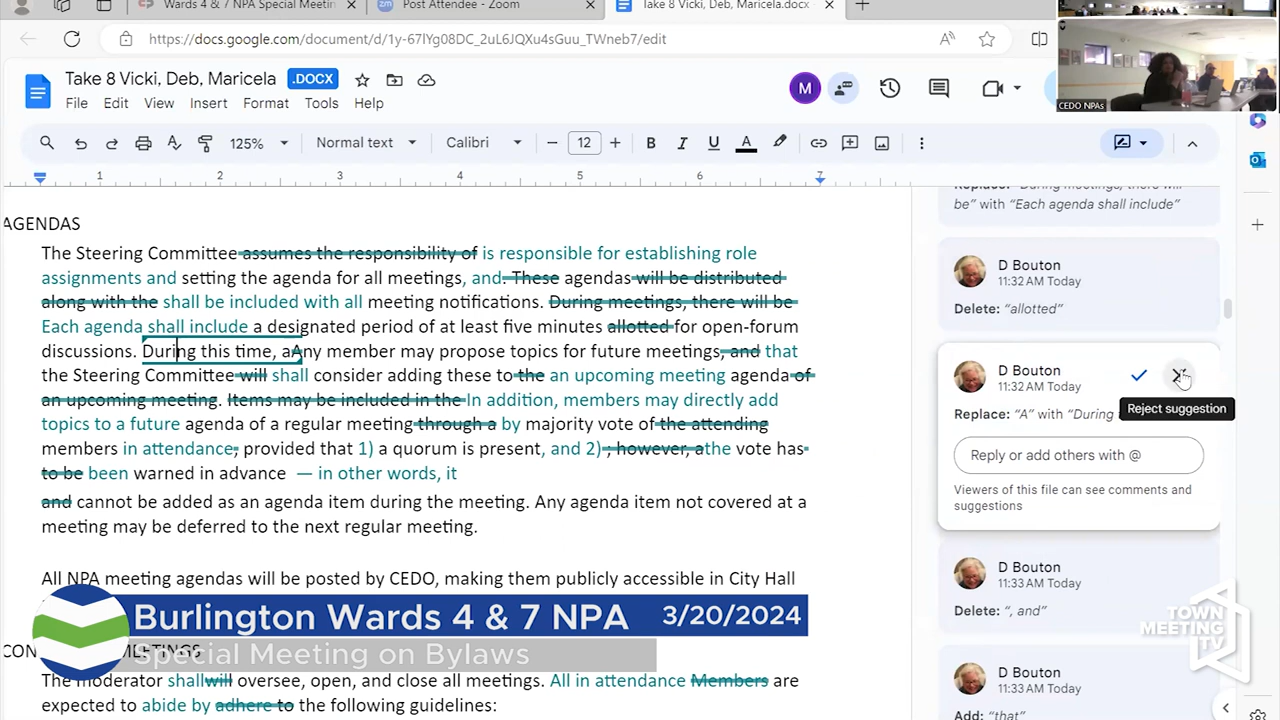 Wards 4 & 7 NPA Special Meetin
Post Attendee - Zoom
Take 8 Vicki, Deb, Maricela.docx
https://docs.google.com/document/d/1y-67lYg08DC_2uL6JQXu4sGuu_TWneb7/edit
CEDO NPAs
Take 8 Vicki, Deb, Maricela .DOCX
M
File Edit View Insert Format Tools Help
125% Normal text Calibri 12 B I U A
1 2 3 4 5 6 7
AGENDAS
The Steering Committee assumes the responsibility of is responsible for establishing role
assignments and setting the agenda for all meetings, and. These agendas will be distributed
along with the shall be included with all meeting notifications. During meetings, there will be
Each agenda shall include a designated period of at least five minutes allotted for open-forum
discussions. During this time, aAny member may propose topics for future meetings, and that
the Steering Committee will shall consider adding these to the an upcoming meeting agenda of
an upcoming meeting. Items may be included in the In addition, members may directly add
topics to a future agenda of a regular meeting through a by majority vote of the attending
members in attendance, provided that 1) a quorum is present, and 2) , however, athe vote has
to be been warned in advance — in other words, it
and cannot be added as an agenda item during the meeting. Any agenda item not covered at a
meeting may be deferred to the next regular meeting.
All NPA meeting agendas will be posted by CEDO, making them publicly accessible in City Hall
The moderator shallwill oversee, open, and close all meetings. All in attendance Members are
expected to abide by adhere to the following guidelines:
Replace: "During meetings, there will
be" with "Each agenda shall include"
D Bouton
11:32 AM Today
Delete: "allotted"
D Bouton
11:32 AM Today
Reject suggestion
Replace: "A" with "During
Reply or add others with @
Viewers of this file can see comments and
suggestions
D Bouton
11:33 AM Today
Delete: ", and"
D Bouton
11:33 AM Today
Add: "that"
Burlington Wards 4 & 7 NPA 3/20/2024
Special Meeting on Bylaws
TOWN
MEETING
TV